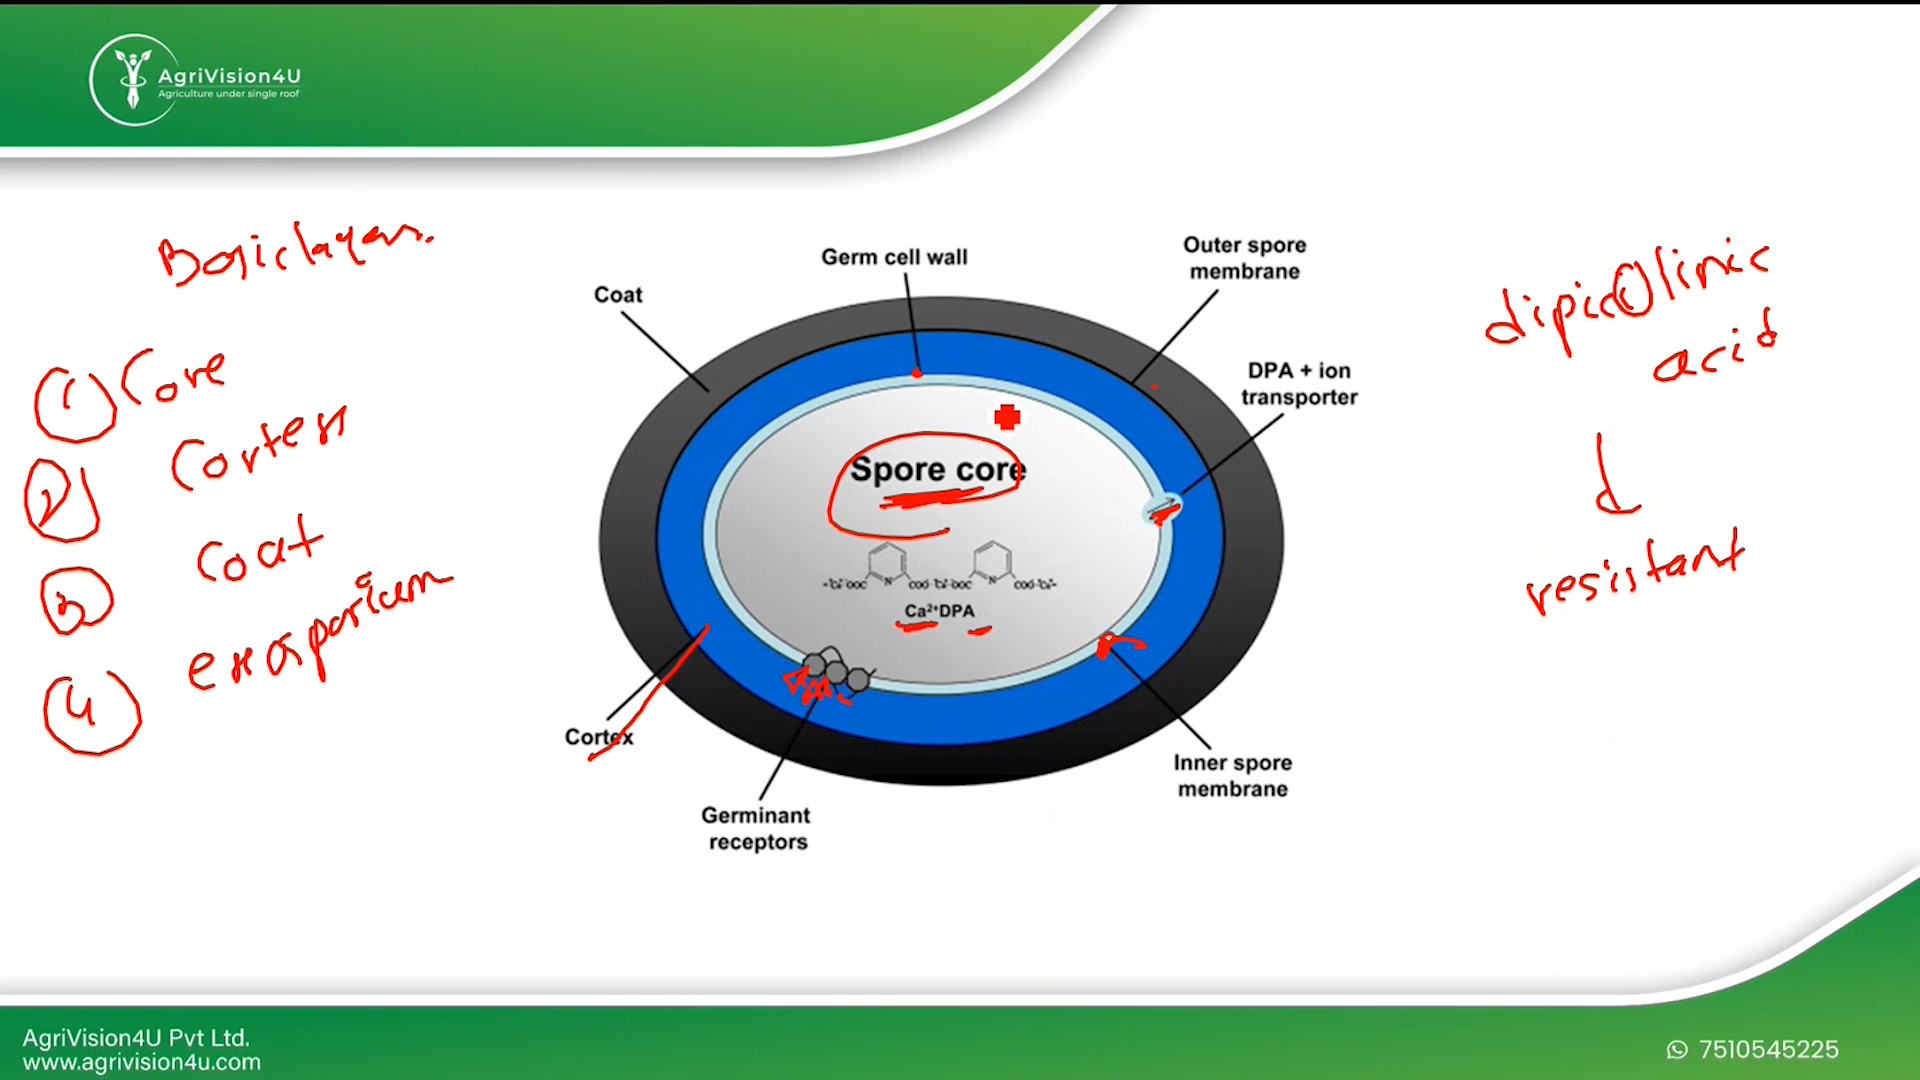 AgriVision4U
Agriculture under single roof
Basic layers.
① Core
② Cortex
③ Coat
④ exosporium
Germ cell wall
Outer spore
membrane
Coat
DPA + ion
transporter
Spore core
Ca²⁺DPA
Cortex
Germinant
receptors
Inner spore
membrane
dipicolinic
acid
resistant
AgriVision4U Pvt Ltd.
www.agrivision4u.com
7510545225